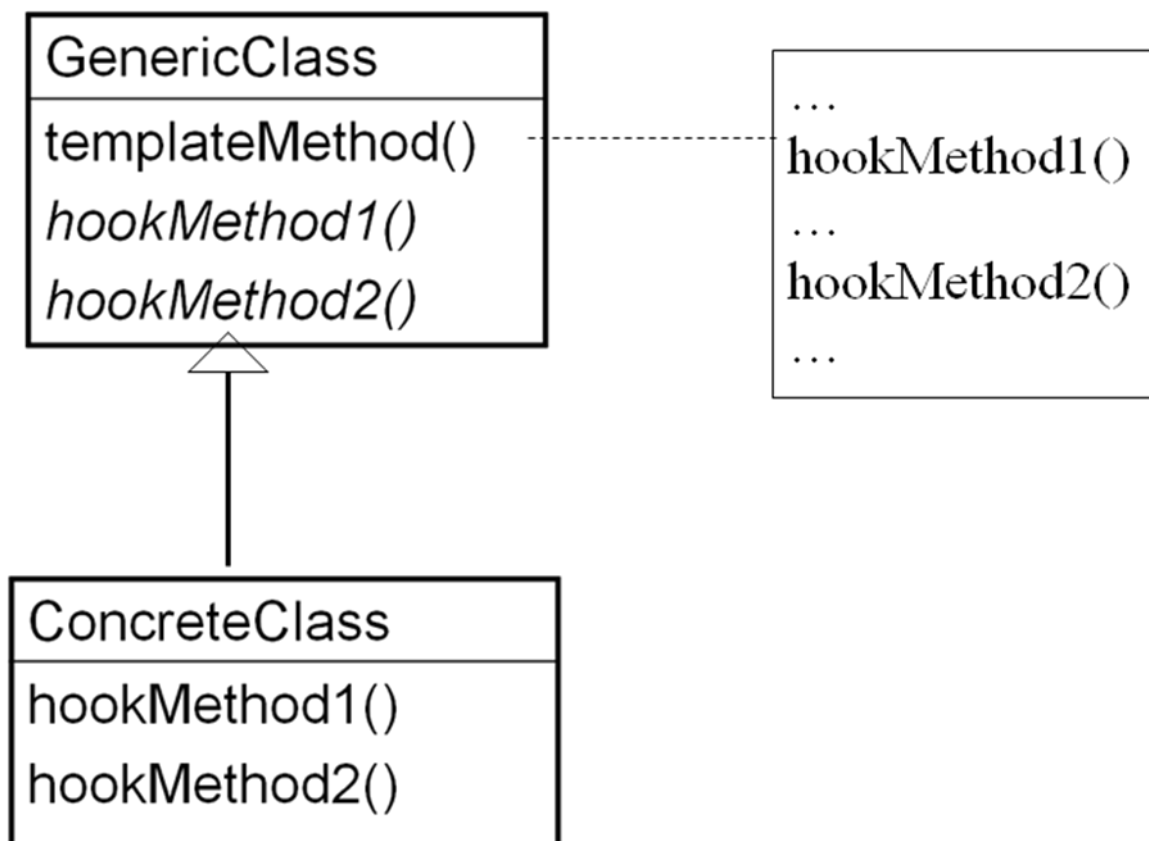 GenericClass
templateMethod()
hookMethod1()
hookMethod2()
…
hookMethod1()
…
hookMethod2()
…
ConcreteClass
hookMethod1()
hookMethod2()